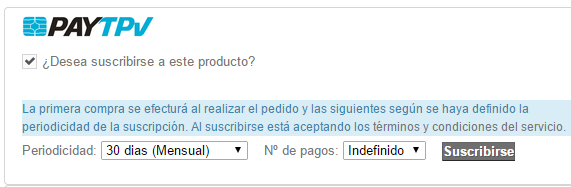 PAYTPV
¿Desea suscribirse a este producto?
La primera compra se efecturá al realizar el pedido y las siguientes según se haya definido la
periodicidad de la suscripción. Al suscribirse está aceptando los términos y condiciones del servicio.
Periodicidad: 30 dias (Mensual) Nº de pagos: Indefinido Suscribirse